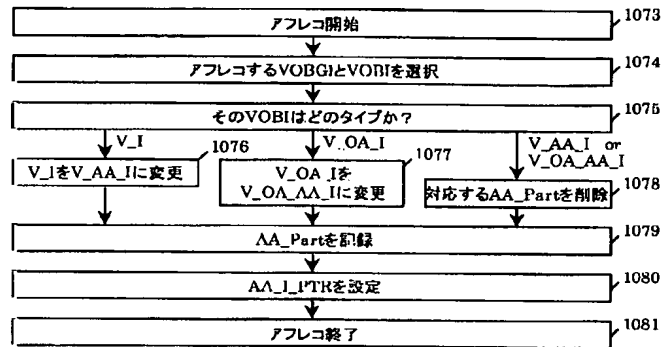 アフレコ開始
1073
アフレコするVOBGIとVOBIを選択
1074
そのVOBIはどのタイプか?
1075
V_I
1076
V_OA_I
1077
V_AA_I or
V_OA_AA_I
1078
V_IをV_AA_Iに変更
V_OA_Iを
V_OA_AA_Iに変更
対応するAA_Partを削除
AA_Partを記録
1079
AA_I_PTRを設定
1080
アフレコ終了
1081